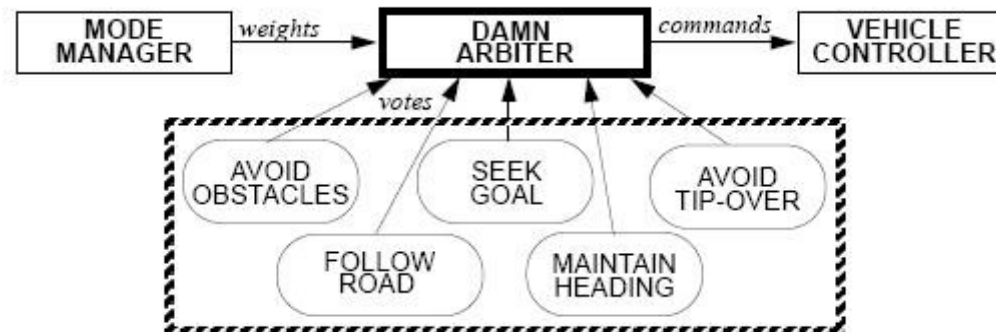 MODE
MANAGER
weights
DAMN
ARBITER
commands
VEHICLE
CONTROLLER
votes
AVOID
OBSTACLES
SEEK
GOAL
AVOID
TIP-OVER
FOLLOW
ROAD
MAINTAIN
HEADING